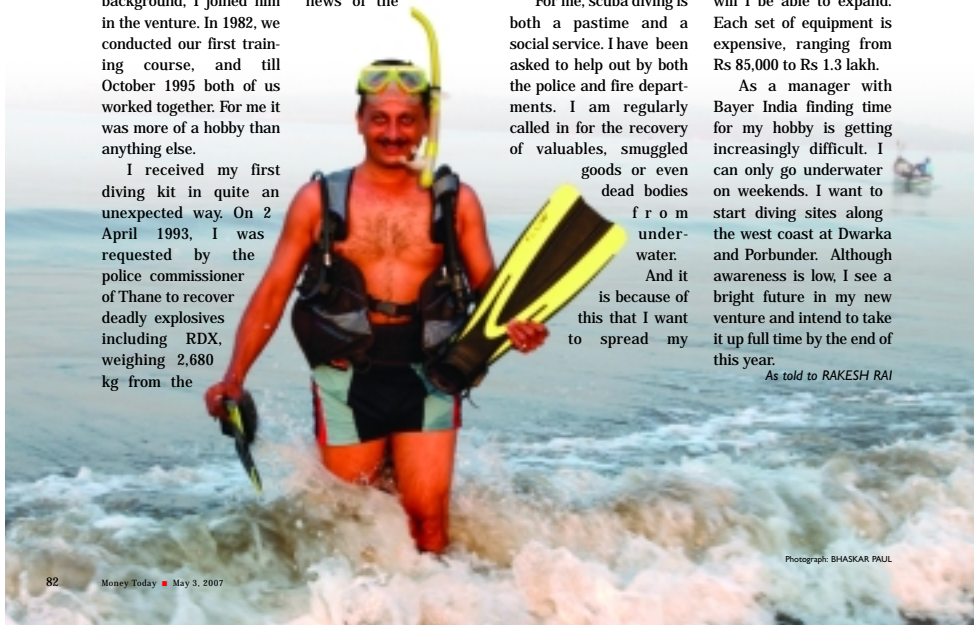 background, I joined him
in the venture. In 1982, we
conducted our first train-
ing course, and till
October 1995 both of us
worked together. For me it
was more of a hobby than
anything else.
I received my first
diving kit in quite an
unexpected way. On 2
April 1993, I was
requested by the
police commissioner
of Thane to recover
deadly explosives
including RDX,
weighing 2,680
kg from the
news of the
For me, scuba diving is
both a pastime and a
social service. I have been
asked to help out by both
the police and fire depart-
ments. I am regularly
called in for the recovery
of valuables, smuggled
goods or even
dead bodies
from
under-
water.
And it
is because of
this that I want
to spread my
will I be able to expand.
Each set of equipment is
expensive, ranging from
Rs 85,000 to Rs 1.3 lakh.
As a manager with
Bayer India finding time
for my hobby is getting
increasingly difficult. I
can only go underwater
on weekends. I want to
start diving sites along
the west coast at Dwarka
and Porbunder. Although
awareness is low, I see a
bright future in my new
venture and intend to take
it up full time by the end of
this year.
As told to RAKESH RAI
Photograph: BHASKAR PAUL
82 Money Today ■ May 3, 2007